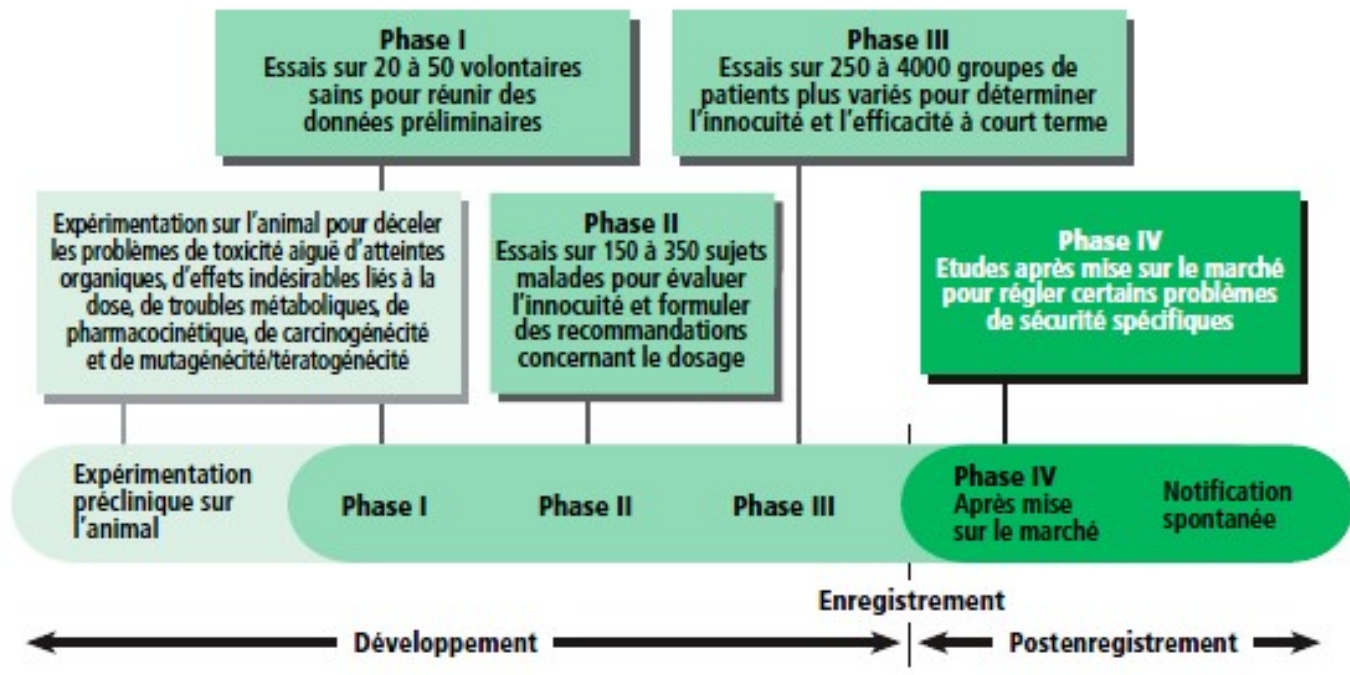 Phase I
Essais sur 20 à 50 volontaires
sains pour réunir des
données préliminaires
Phase III
Essais sur 250 à 4000 groupes de
patients plus variés pour déterminer
l'innocuité et l'efficacité à court terme
Expérimentation sur l'animal pour déceler
les problèmes de toxicité aiguë d'atteintes
organiques, d'effets indésirables liés à la
dose, de troubles métaboliques, de
pharmacocinétique, de carcinogénécité
et de mutagénécité/tératogénécité
Phase II
Essais sur 150 à 350 sujets
malades pour évaluer
l'innocuité et formuler
des recommandations
concernant le dosage
Phase IV
Etudes après mise sur le marché
pour régler certains problèmes
de sécurité spécifiques
Expérimentation
préclinique sur
l'animal
Phase I
Phase II
Phase III
Phase IV
Après mise
sur le marché
Notification
spontanée
Enregistrement
Développement
Postenregistrement